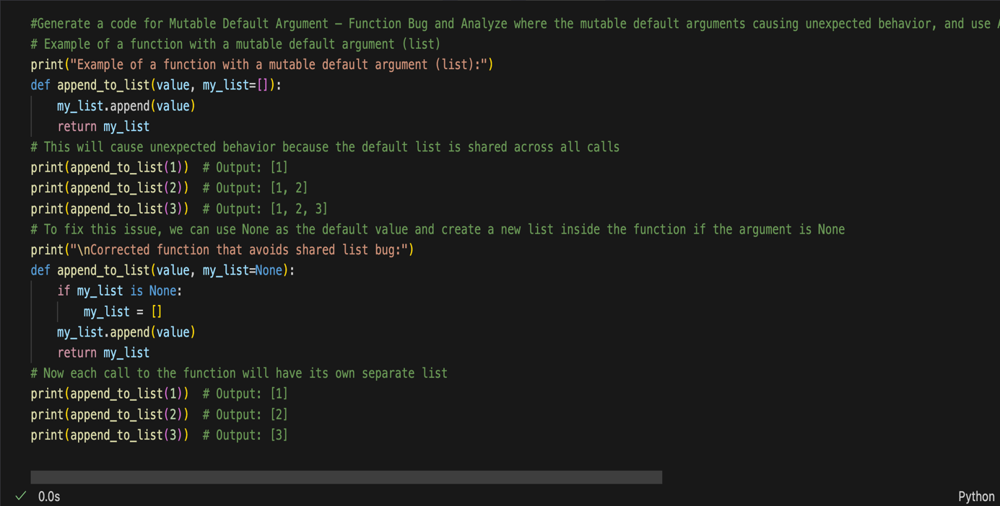 #Generate a code for Mutable Default Argument – Function Bug and Analyze where the mutable default arguments causing unexpected behavior, and use
# Example of a function with a mutable default argument (list)
print("Example of a function with a mutable default argument (list):")
def append_to_list(value, my_list=[]):
    my_list.append(value)
    return my_list
# This will cause unexpected behavior because the default list is shared across all calls
print(append_to_list(1))  # Output: [1]
print(append_to_list(2))  # Output: [1, 2]
print(append_to_list(3))  # Output: [1, 2, 3]
# To fix this issue, we can use None as the default value and create a new list inside the function if the argument is None
print("\nCorrected function that avoids shared list bug:")
def append_to_list(value, my_list=None):
    if my_list is None:
        my_list = []
    my_list.append(value)
    return my_list
# Now each call to the function will have its own separate list
print(append_to_list(1))  # Output: [1]
print(append_to_list(2))  # Output: [2]
print(append_to_list(3))  # Output: [3]
0.0s
Python